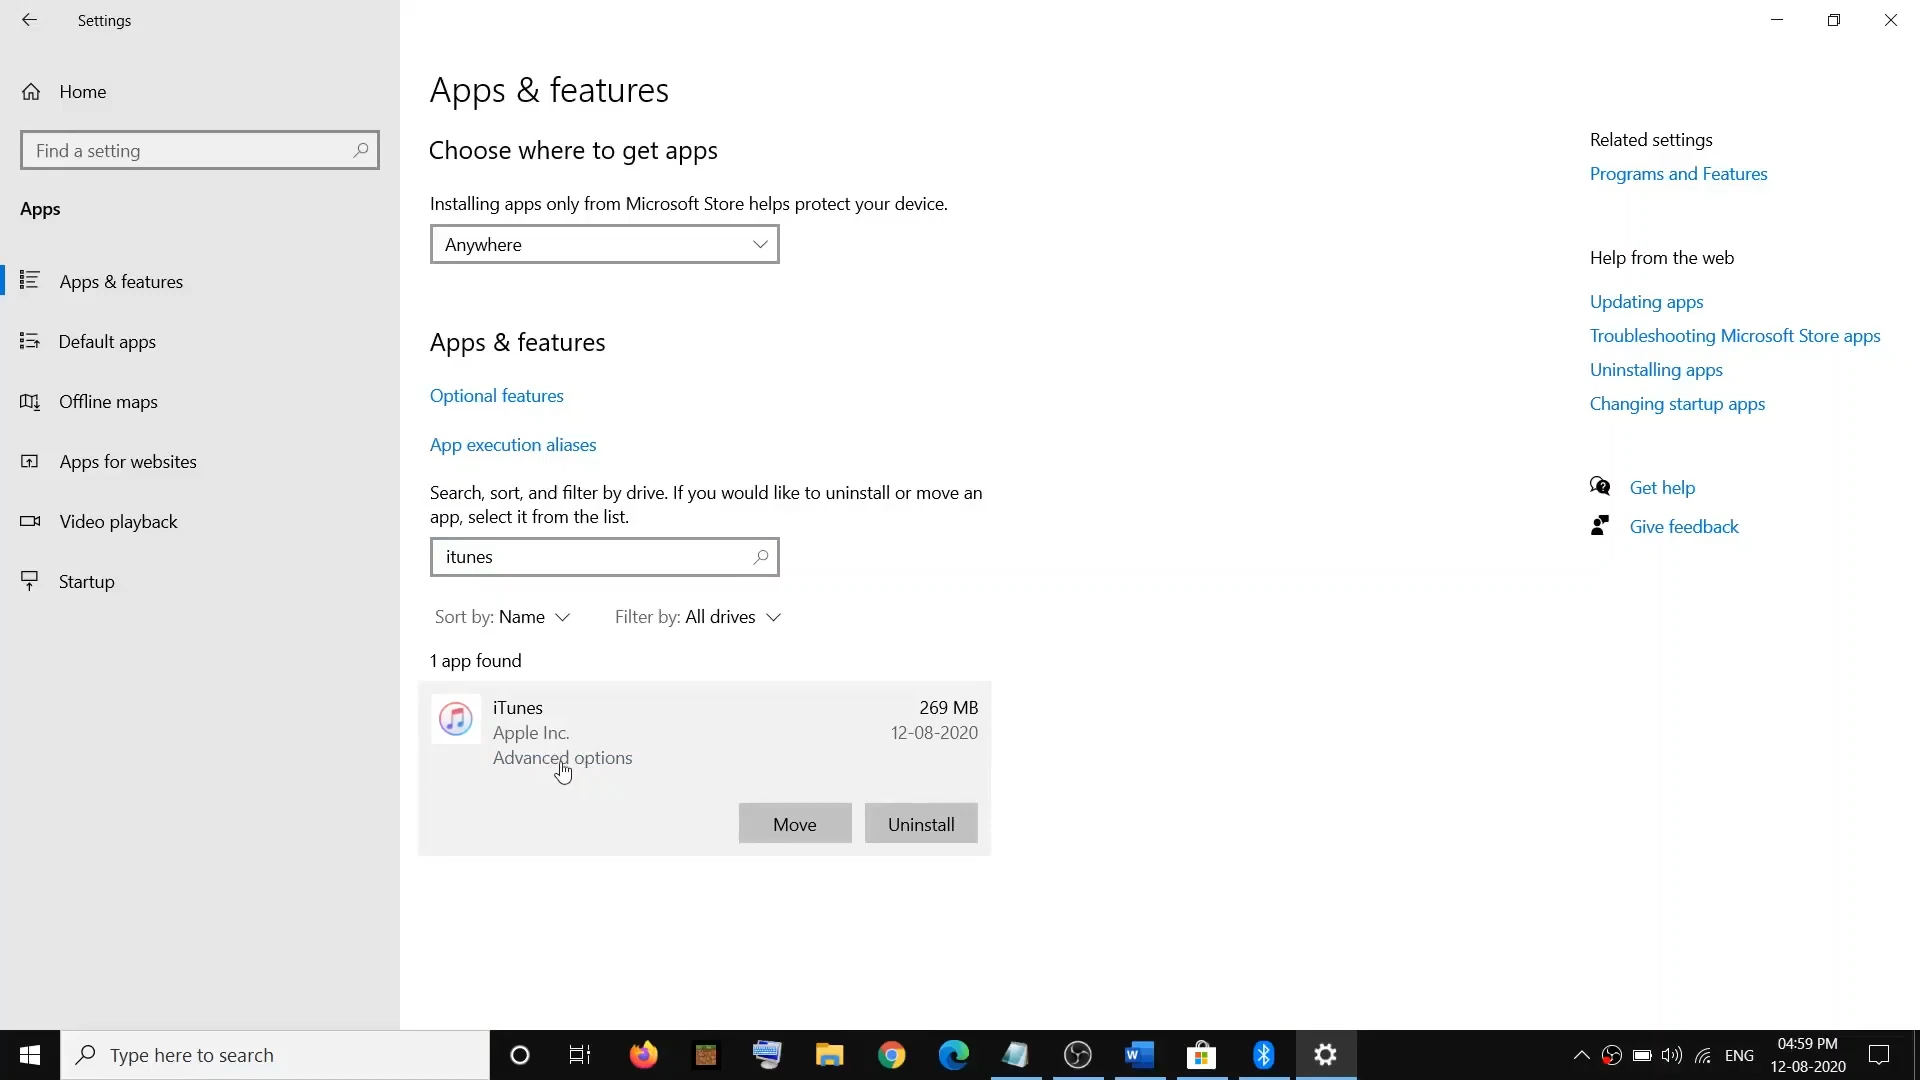 Settings
Home
Find a setting
Apps
Apps & features
Default apps
Offline maps
Apps for websites
Video playback
Startup
Apps & features
Choose where to get apps
Installing apps only from Microsoft Store helps protect your device.
Anywhere
Apps & features
Optional features
App execution aliases
Search, sort, and filter by drive. If you would like to uninstall or move an
app, select it from the list.
itunes
Sort by: Name
Filter by: All drives
1 app found
iTunes
269 MB
Apple Inc.
12-08-2020
Advanced options
Move
Uninstall
Related settings
Programs and Features
Help from the web
Updating apps
Troubleshooting Microsoft Store apps
Uninstalling apps
Changing startup apps
Get help
Give feedback
Type here to search
ENG
04:59 PM
12-08-2020